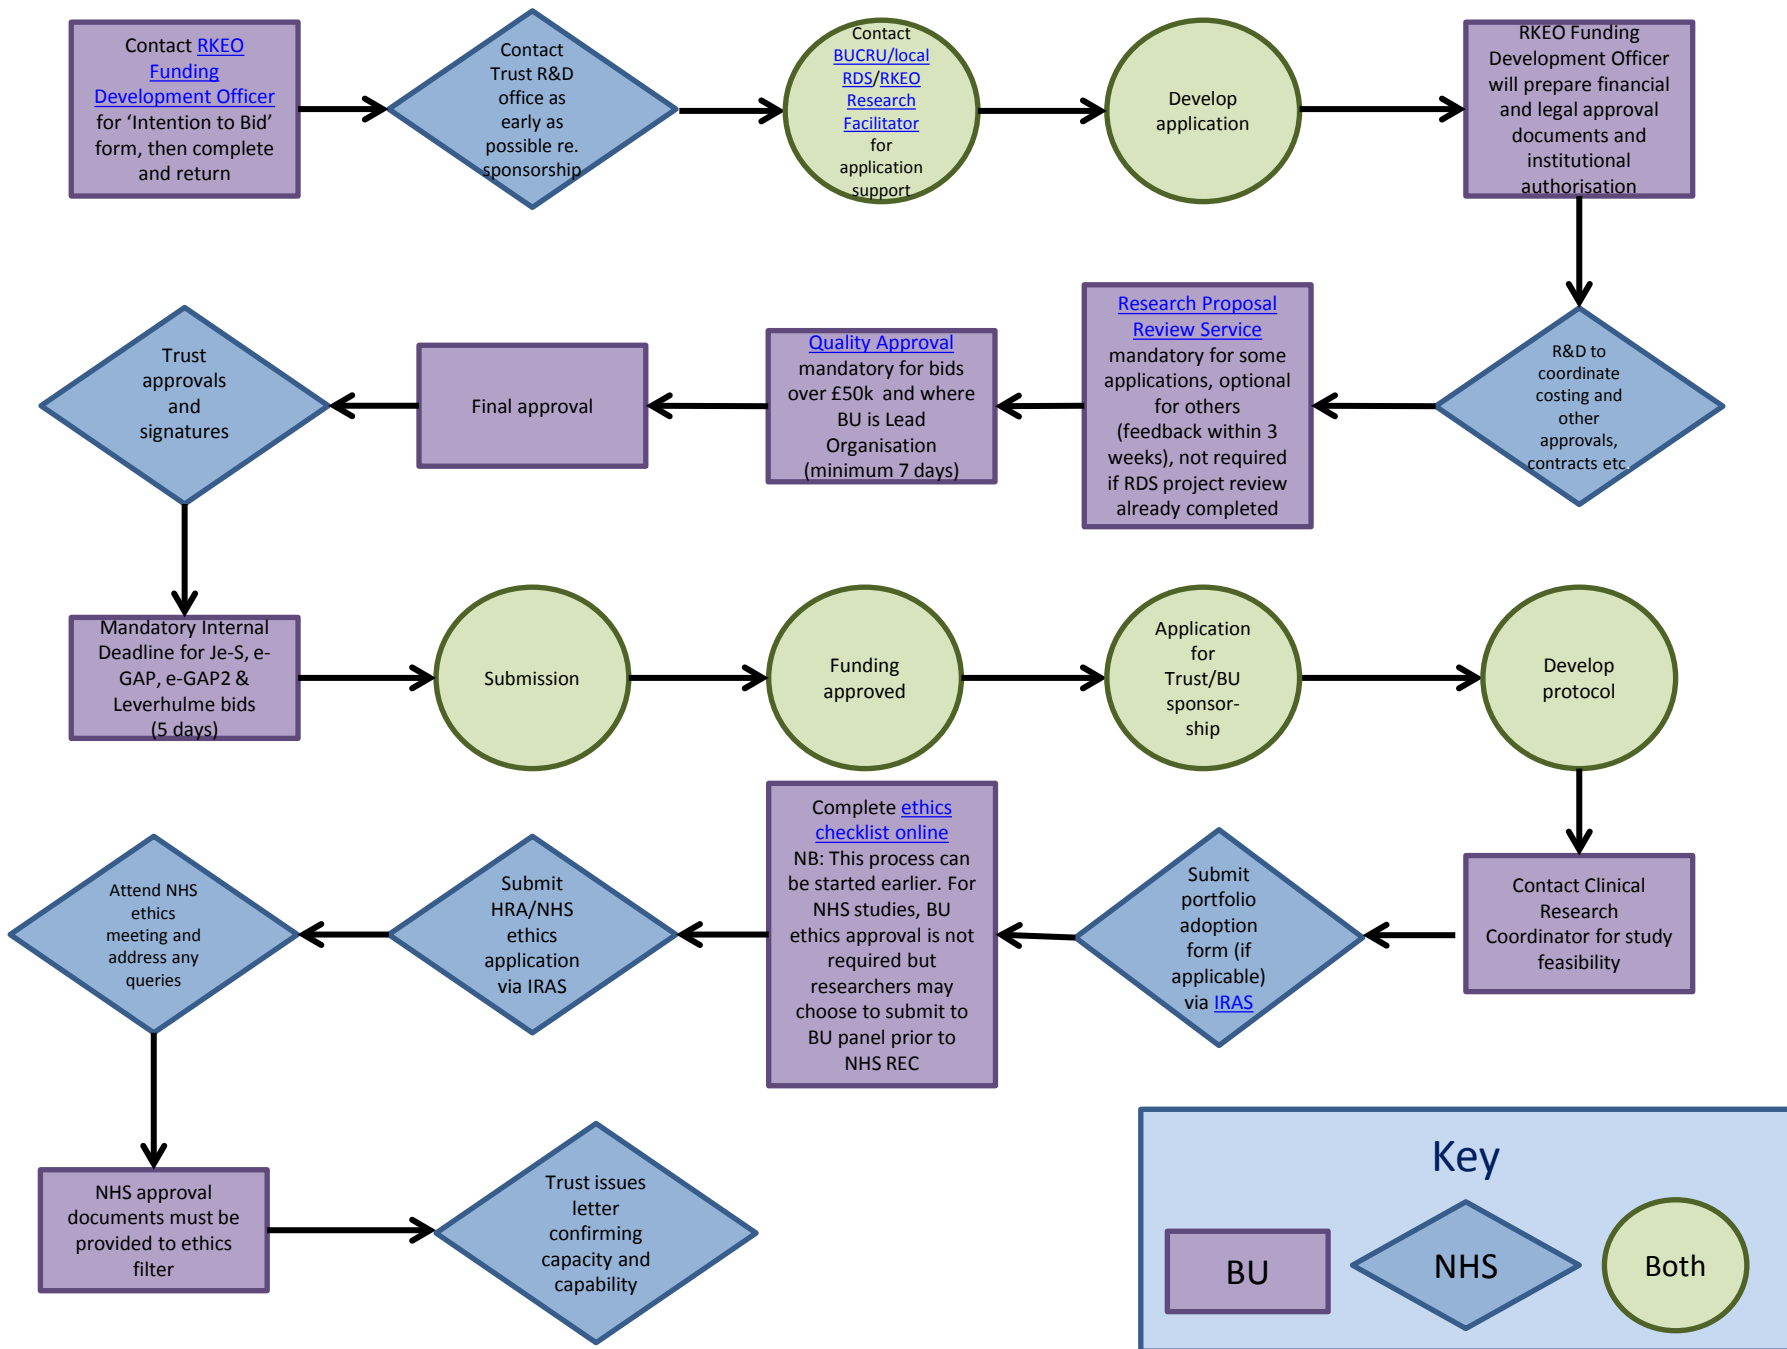 Contact RKEO
Funding
Development Officer
for ‘Intention to Bid’
form, then complete
and return
Contact
Trust R&D
office as
early as
possible re.
sponsorship
Contact
BUCRU/local
RDS/RKEO
Research
Facilitator
for
application
support
Develop
application
RKEO Funding
Development Officer
will prepare financial
and legal approval
documents and
institutional
authorisation
Trust
approvals
and
signatures
Final approval
Quality Approval
mandatory for bids
over £50k and where
BU is Lead
Organisation
(minimum 7 days)
Research Proposal
Review Service
mandatory for some
applications, optional
for others
(feedback within 3
weeks), not required
if RDS project review
already completed
R&D to
coordinate
costing and
other
approvals,
contracts etc.
Mandatory Internal
Deadline for Je-S, e-
GAP, e-GAP2 &
Leverhulme bids
(5 days)
Submission
Funding
approved
Application
for
Trust/BU
sponsor-
ship
Develop
protocol
Attend NHS
ethics
meeting and
address any
queries
Submit
HRA/NHS
ethics
application
via IRAS
Complete ethics
checklist online
NB: This process can
be started earlier. For
NHS studies, BU
ethics approval is not
required but
researchers may
choose to submit to
BU panel prior to
NHS REC
Submit
portfolio
adoption
form (if
applicable)
via IRAS
Contact Clinical
Research
Coordinator for study
feasibility
NHS approval
documents must be
provided to ethics
filter
Trust issues
letter
confirming
capacity and
capability
Key
BU
NHS
Both